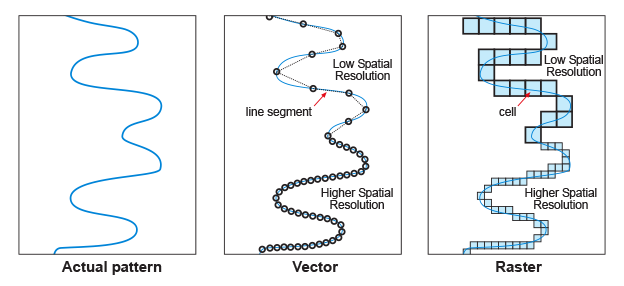 Low Spatial
Resolution
line segment
Higher Spatial
Resolution
Low Spatial
Resolution
cell
Higher Spatial
Resolution
Actual pattern
Vector
Raster